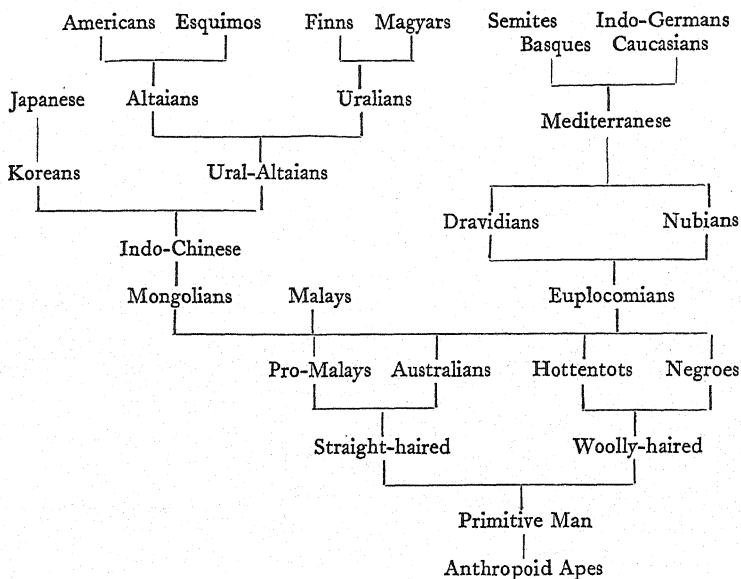 Americans Esquimos Finns Magyars Semites Indo-Germans
Basques Caucasians
Japanese Altaians Uralians
Mediterranese
Koreans Ural-Altaians
Dravidians Nubians
Indo-Chinese
Mongolians Malays Euplocomians
Pro-Malays Australians Hottentots Negroes
Straight-haired Woolly-haired
Primitive Man
Anthropoid Apes